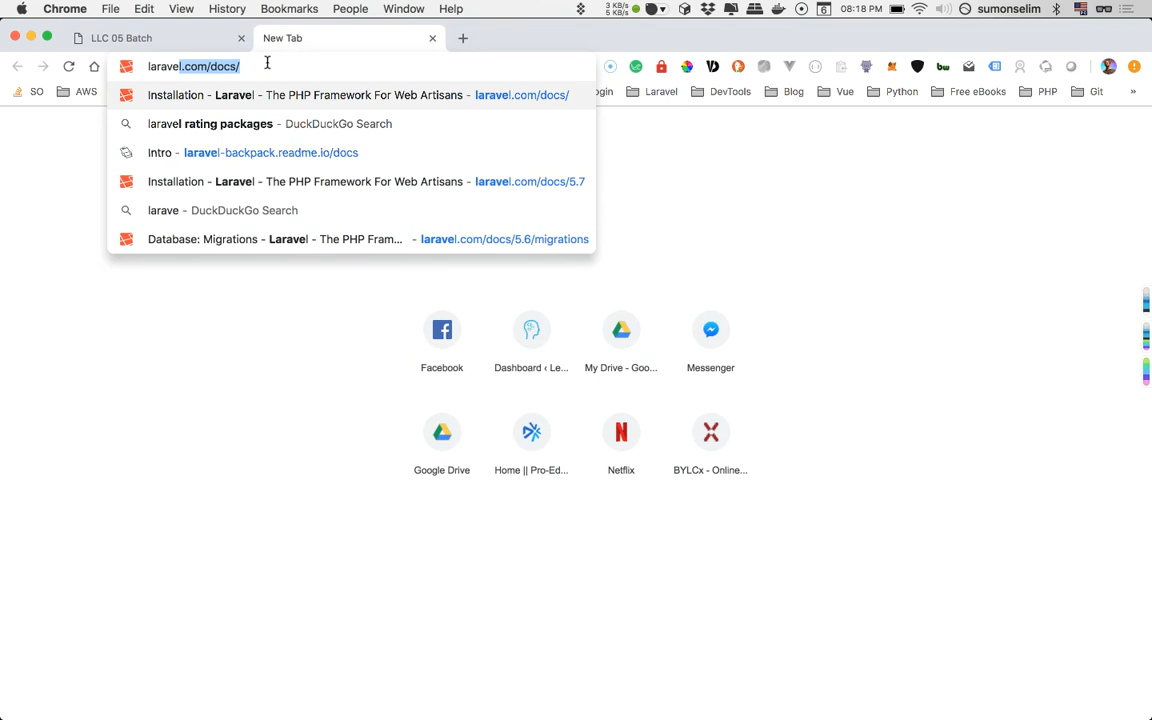 Chrome File Edit View History Bookmarks People Window Help 3 KB/s 5 KB/s 6 08:18 PM sumonselim
LLC 05 Batch New Tab
laravel.com/docs/
SO AWS ogin Laravel DevTools Blog Vue Python Free eBooks PHP Git »
Installation - Laravel - The PHP Framework For Web Artisans - laravel.com/docs/
laravel rating packages - DuckDuckGo Search
Intro - laravel-backpack.readme.io/docs
Installation - Laravel - The PHP Framework For Web Artisans - laravel.com/docs/5.7
larave - DuckDuckGo Search
Database: Migrations - Laravel - The PHP Fram... - laravel.com/docs/5.6/migrations
Facebook Dashboard ‹ Le... My Drive - Goo... Messenger
Google Drive Home || Pro-Ed... Netflix BYLCx - Online...